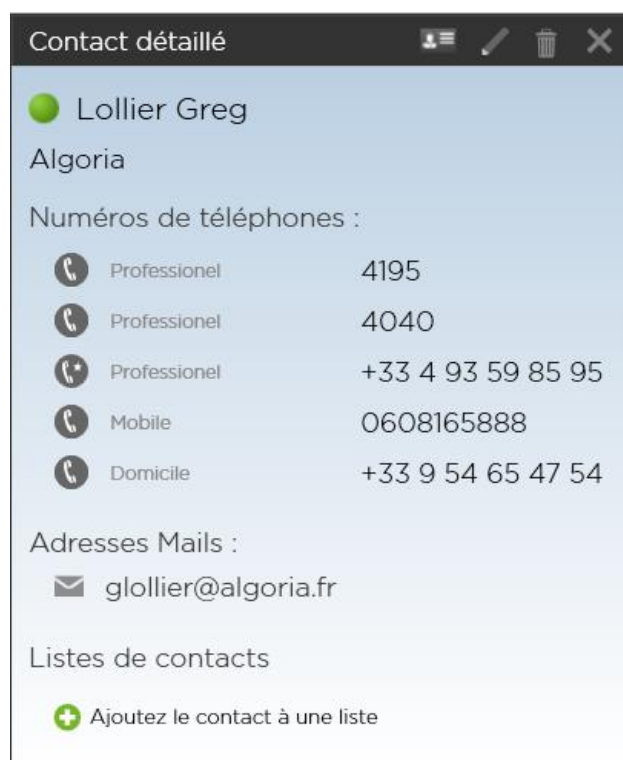 Contact détaillé
Lollier Greg
Algoria
Numéros de téléphones :
Professionel 4195
Professionel 4040
Professionel +33 4 93 59 85 95
Mobile 0608165888
Domicile +33 9 54 65 47 54
Adresses Mails :
glollier@algoria.fr
Listes de contacts
Ajoutez le contact à une liste